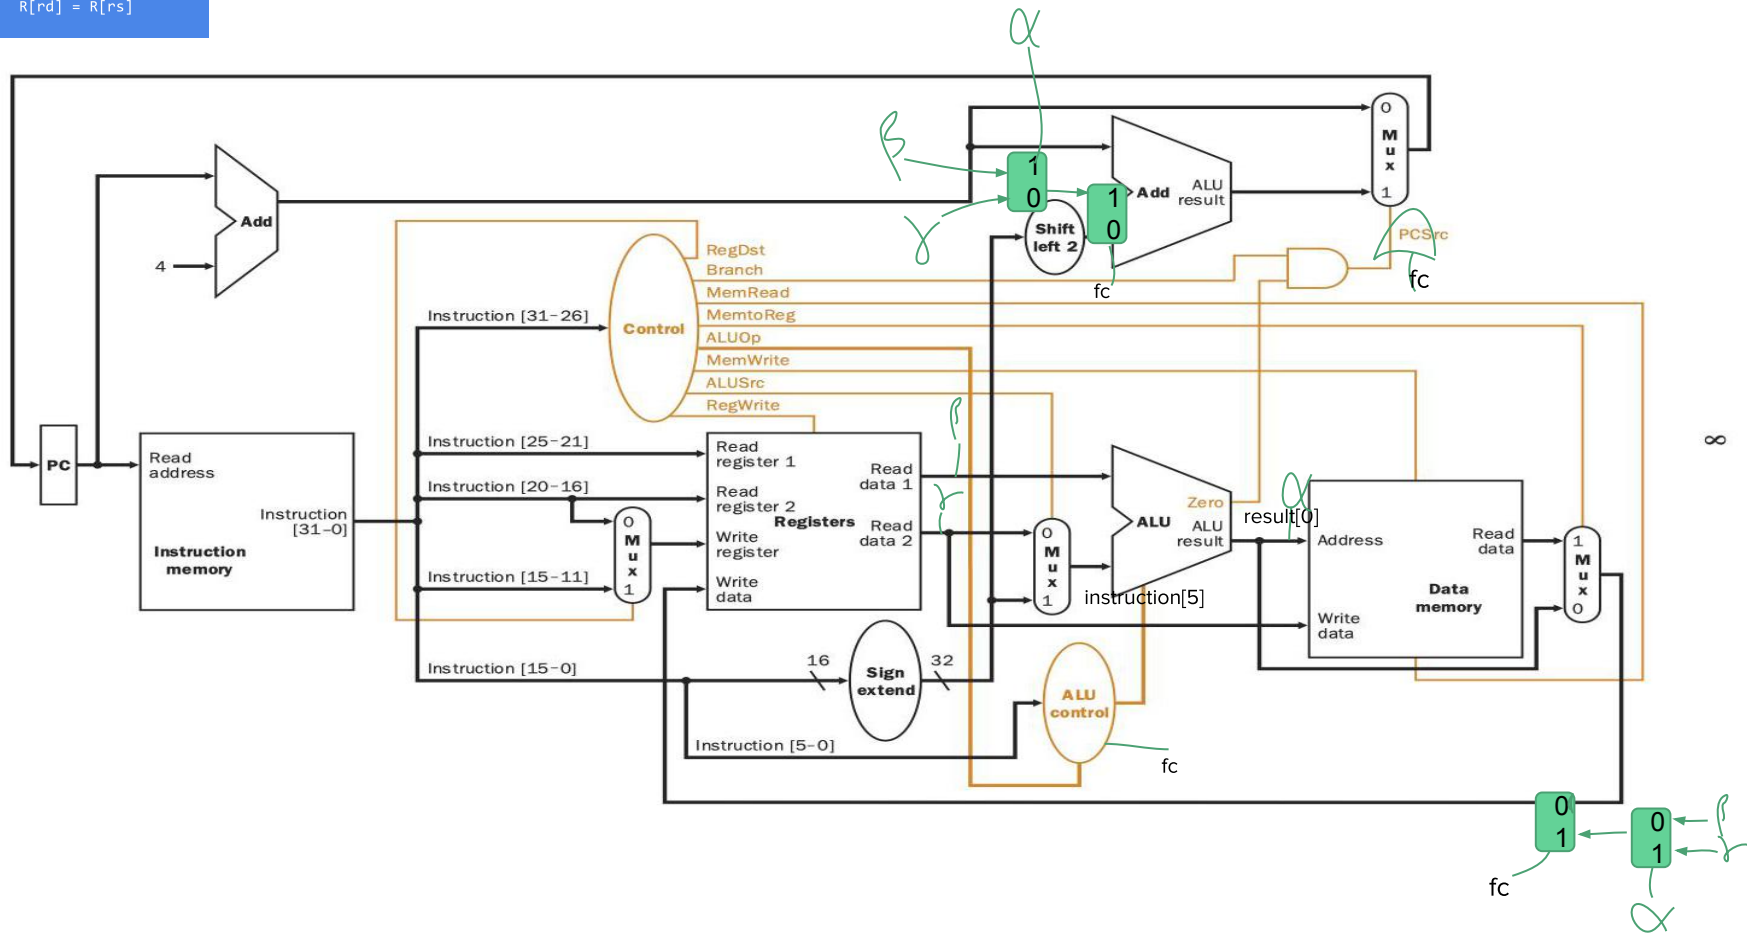 R[rd] = R[rs]
α
0
M
u
x
1
β
1
0
Add
ALU
result
1
0
γ
Shift
left 2
PCSrc
fc
fc
Add
4
RegDst
Branch
MemRead
MemtoReg
ALUOp
MemWrite
ALUSrc
RegWrite
Control
Instruction [31–26]
Instruction [25–21]
Instruction [20–16]
Instruction [15–11]
Instruction [15–0]
Instruction [5–0]
PC
Read
address
Instruction
[31–0]
Instruction
memory
0
M
u
x
1
Read
register 1
Read
register 2
Write
register
Write
data
Registers
Read
data 1
Read
data 2
β
γ
0
M
u
x
1
Zero
ALU
ALU
result
result[0]
α
instruction[5]
Address
Read
data
Data
memory
Write
data
1
M
u
x
0
∞
16
Sign
extend
32
ALU
control
fc
0
1
fc
0
1
β
γ
α